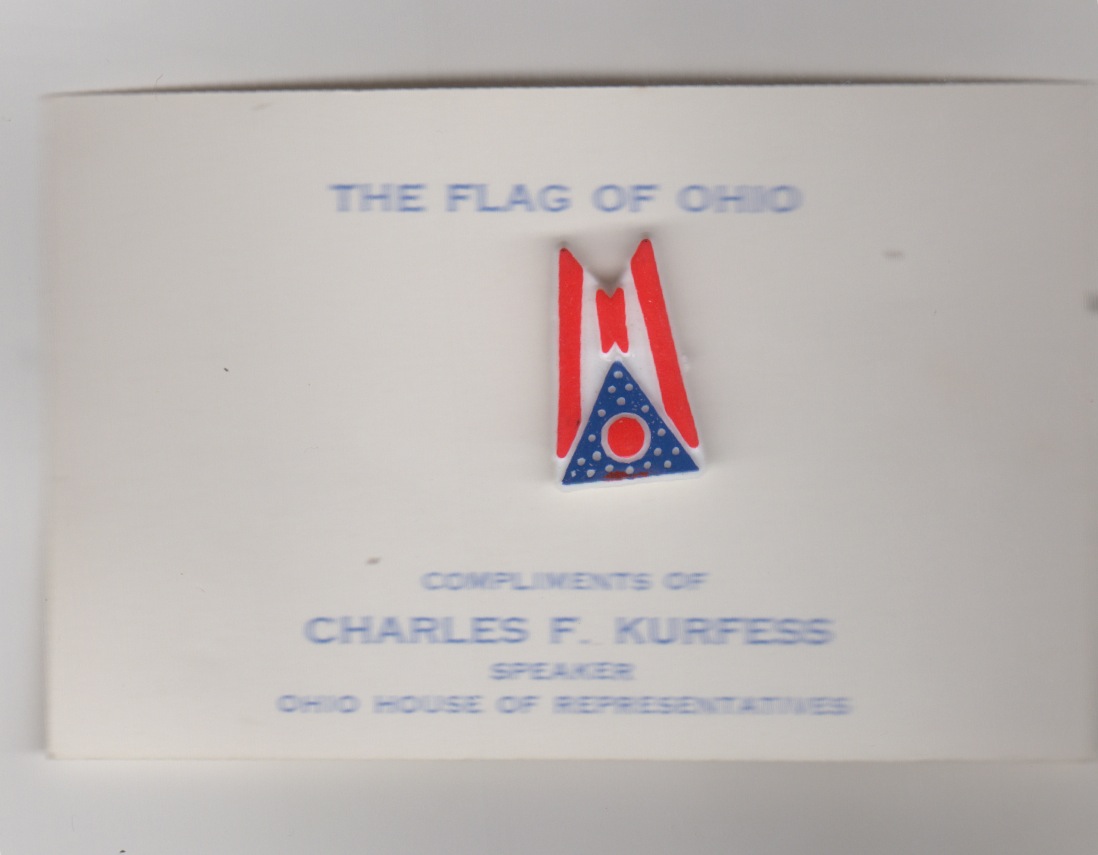 THE FLAG OF OHIO
COMPLIMENTS OF
CHARLES F. KURFESS
SPEAKER
OHIO HOUSE OF REPRESENTATIVES